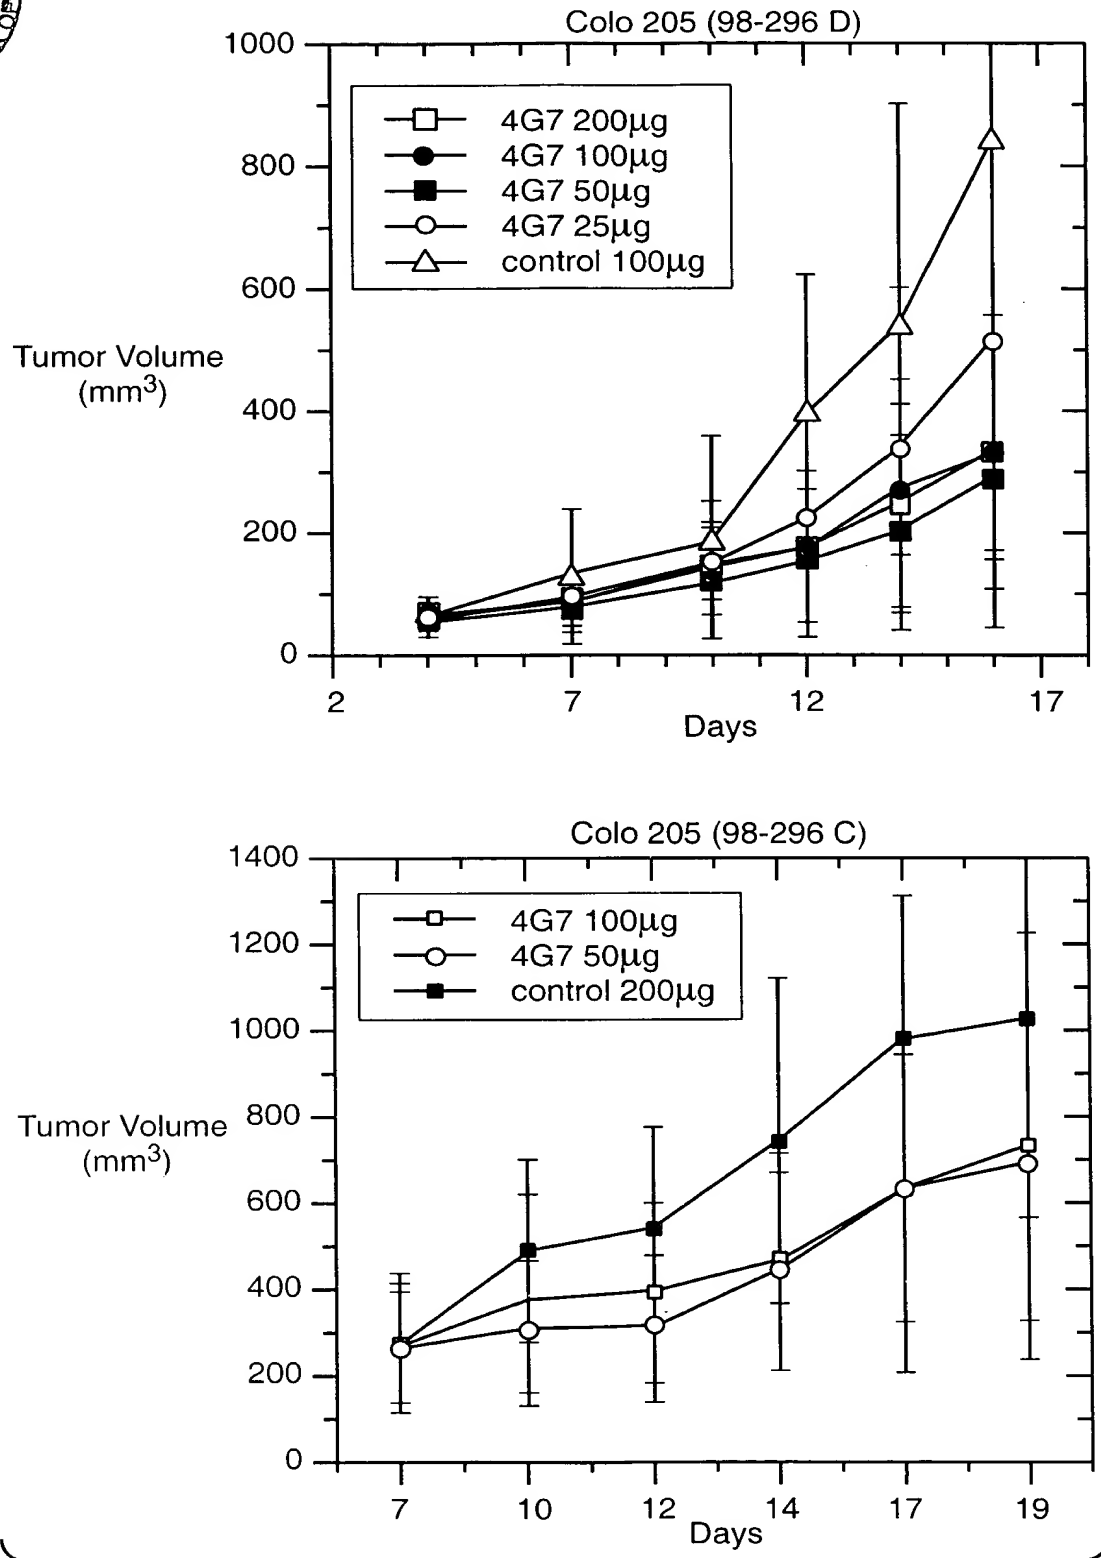 Colo 205 (98-296 D)
1000
800
600
400
200
0
Tumor Volume
(mm3)
4G7 200µg
4G7 100µg
4G7 50µg
4G7 25µg
control 100µg
2 7 12 17
Days
Colo 205 (98-296 C)
1400
1200
1000
800
600
400
200
0
Tumor Volume
(mm3)
4G7 100µg
4G7 50µg
control 200µg
7 10 12 14 17 19
Days